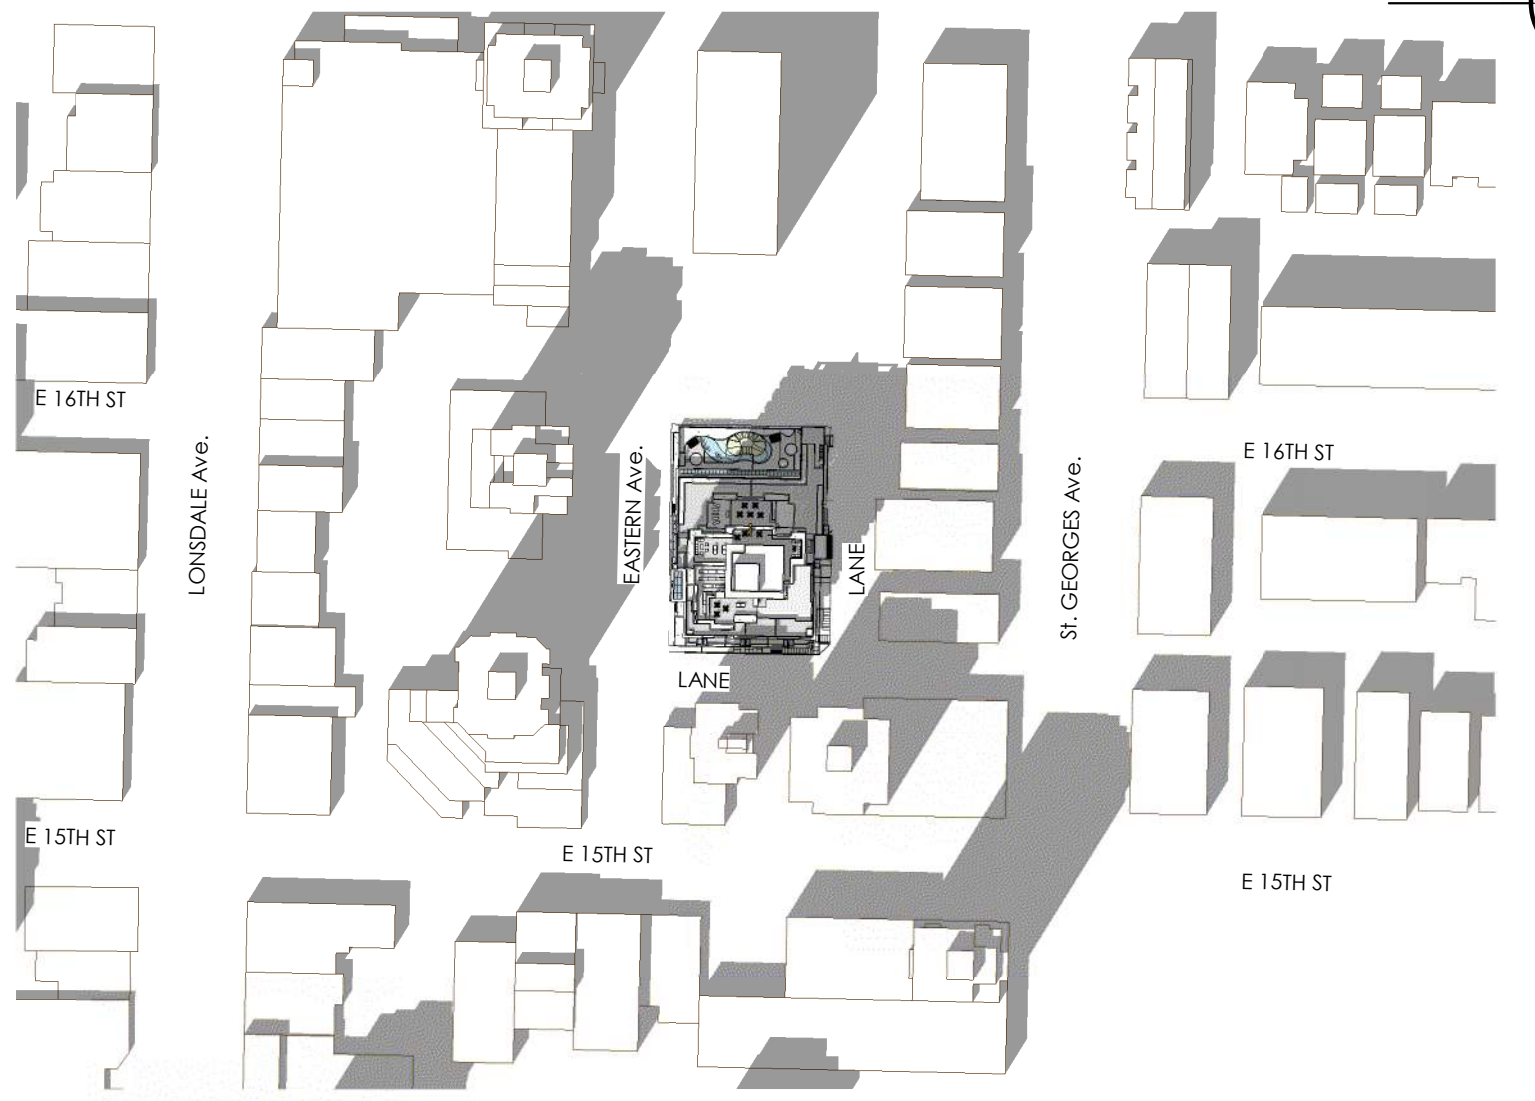 E 16TH ST
LONSDALE Ave.
EASTERN Ave.
LANE
St. GEORGES Ave.
E 16TH ST
LANE
E 15TH ST
E 15TH ST
E 15TH ST